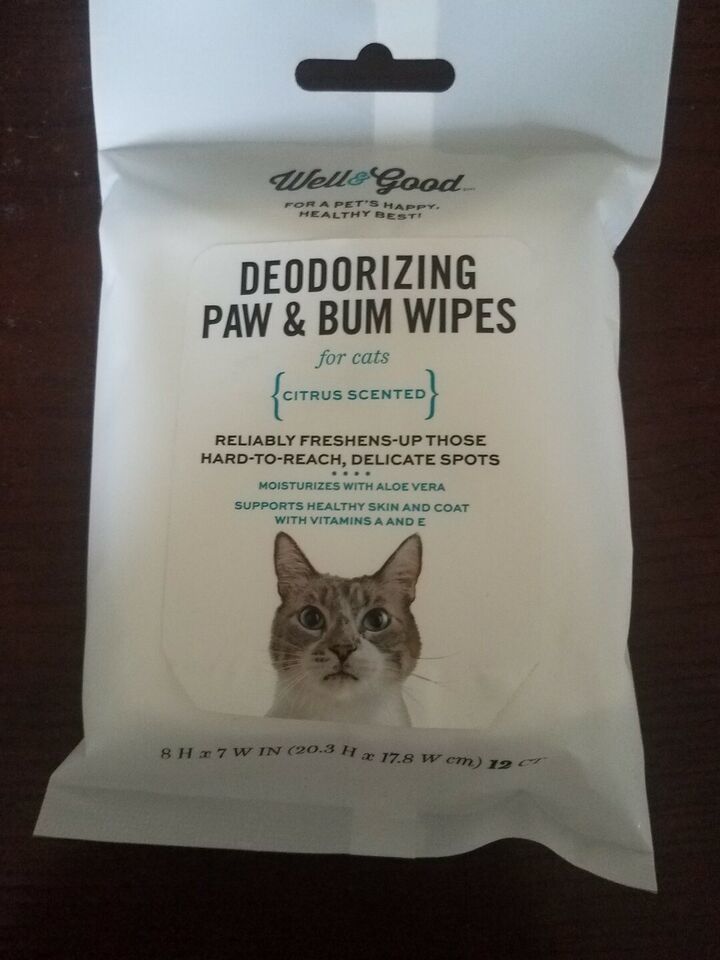 Well & Good
FOR A PET'S HAPPY,
HEALTHY BEST!
DEODORIZING
PAW & BUM WIPES
for cats
{CITRUS SCENTED}
RELIABLY FRESHENS-UP THOSE
HARD-TO-REACH, DELICATE SPOTS
MOISTURIZES WITH ALOE VERA
SUPPORTS HEALTHY SKIN AND COAT
WITH VITAMINS A AND E
8 H x 7 W IN (20.3 H x 17.8 W cm) 12 CT